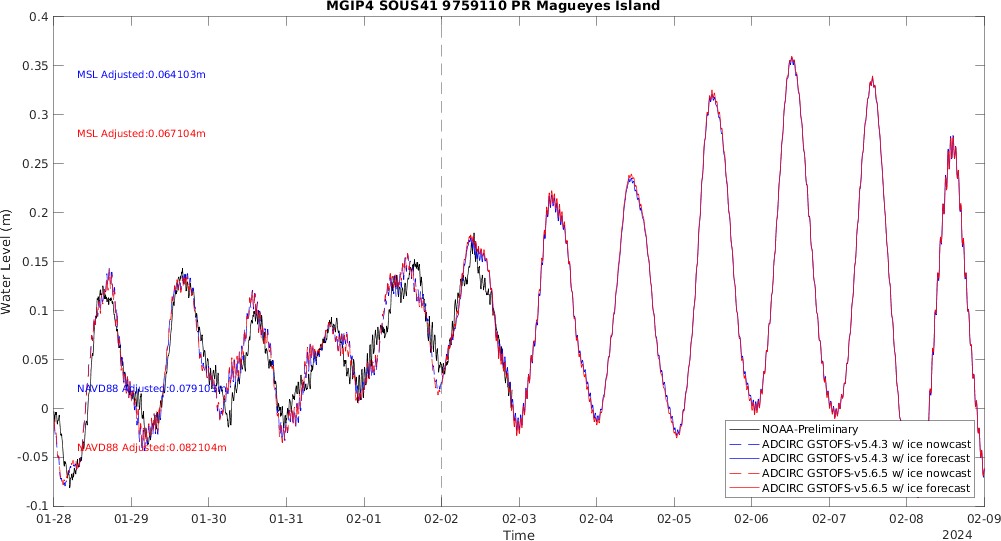 MGIP4 SOUS41 9759110 PR Magueyes Island
0.4
0.35
0.3
0.25
0.2
0.15
0.1
0.05
0
-0.05
-0.1
Water Level (m)
MSL Adjusted:0.064103m
MSL Adjusted:0.067104m
NAVD88 Adjusted:0.079103m
NAVD88 Adjusted:0.082104m
NOAA-Preliminary
ADCIRC GSTOFS-v5.4.3 w/ ice nowcast
ADCIRC GSTOFS-v5.4.3 w/ ice forecast
ADCIRC GSTOFS-v5.6.5 w/ ice nowcast
ADCIRC GSTOFS-v5.6.5 w/ ice forecast
01-28 01-29 01-30 01-31 02-01 02-02 02-03 02-04 02-05 02-06 02-07 02-08 02-09
Time
2024